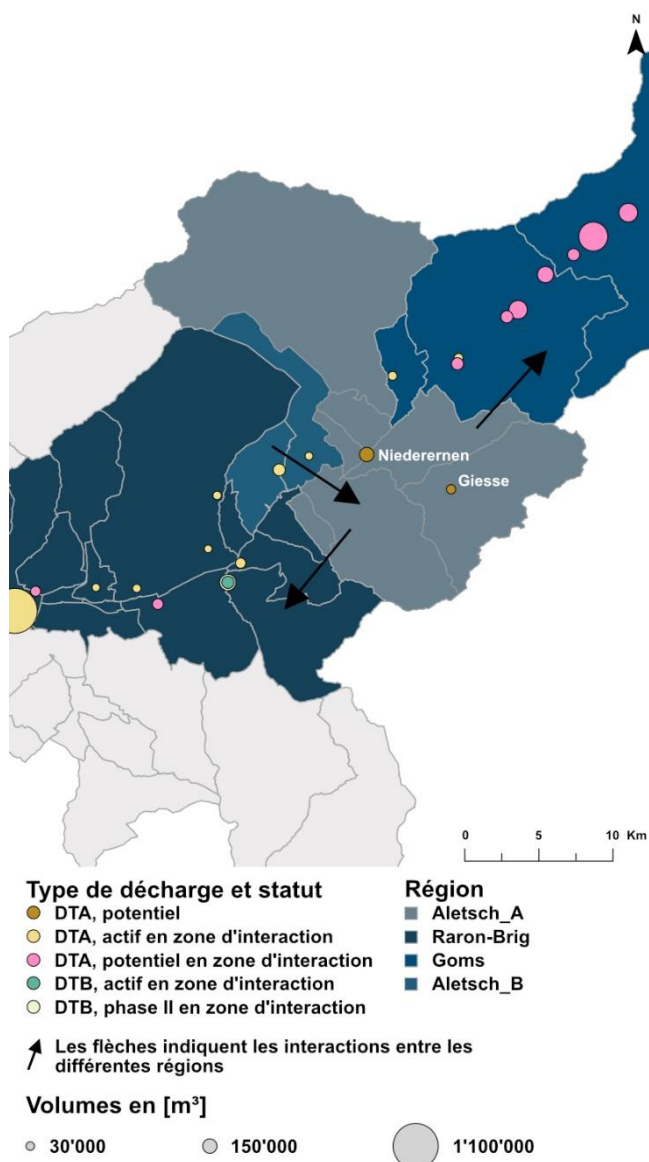 N
Niederernen
Giesse
0 5 10 Km
Type de décharge et statut
DTA, potentiel
DTA, actif en zone d'interaction
DTA, potentiel en zone d'interaction
DTB, actif en zone d'interaction
DTB, phase II en zone d'interaction
Région
Aletsch_A
Raron-Brig
Goms
Aletsch_B
Les flèches indiquent les interactions entre les
différentes régions
Volumes en [m³]
30'000 150'000 1'100'000